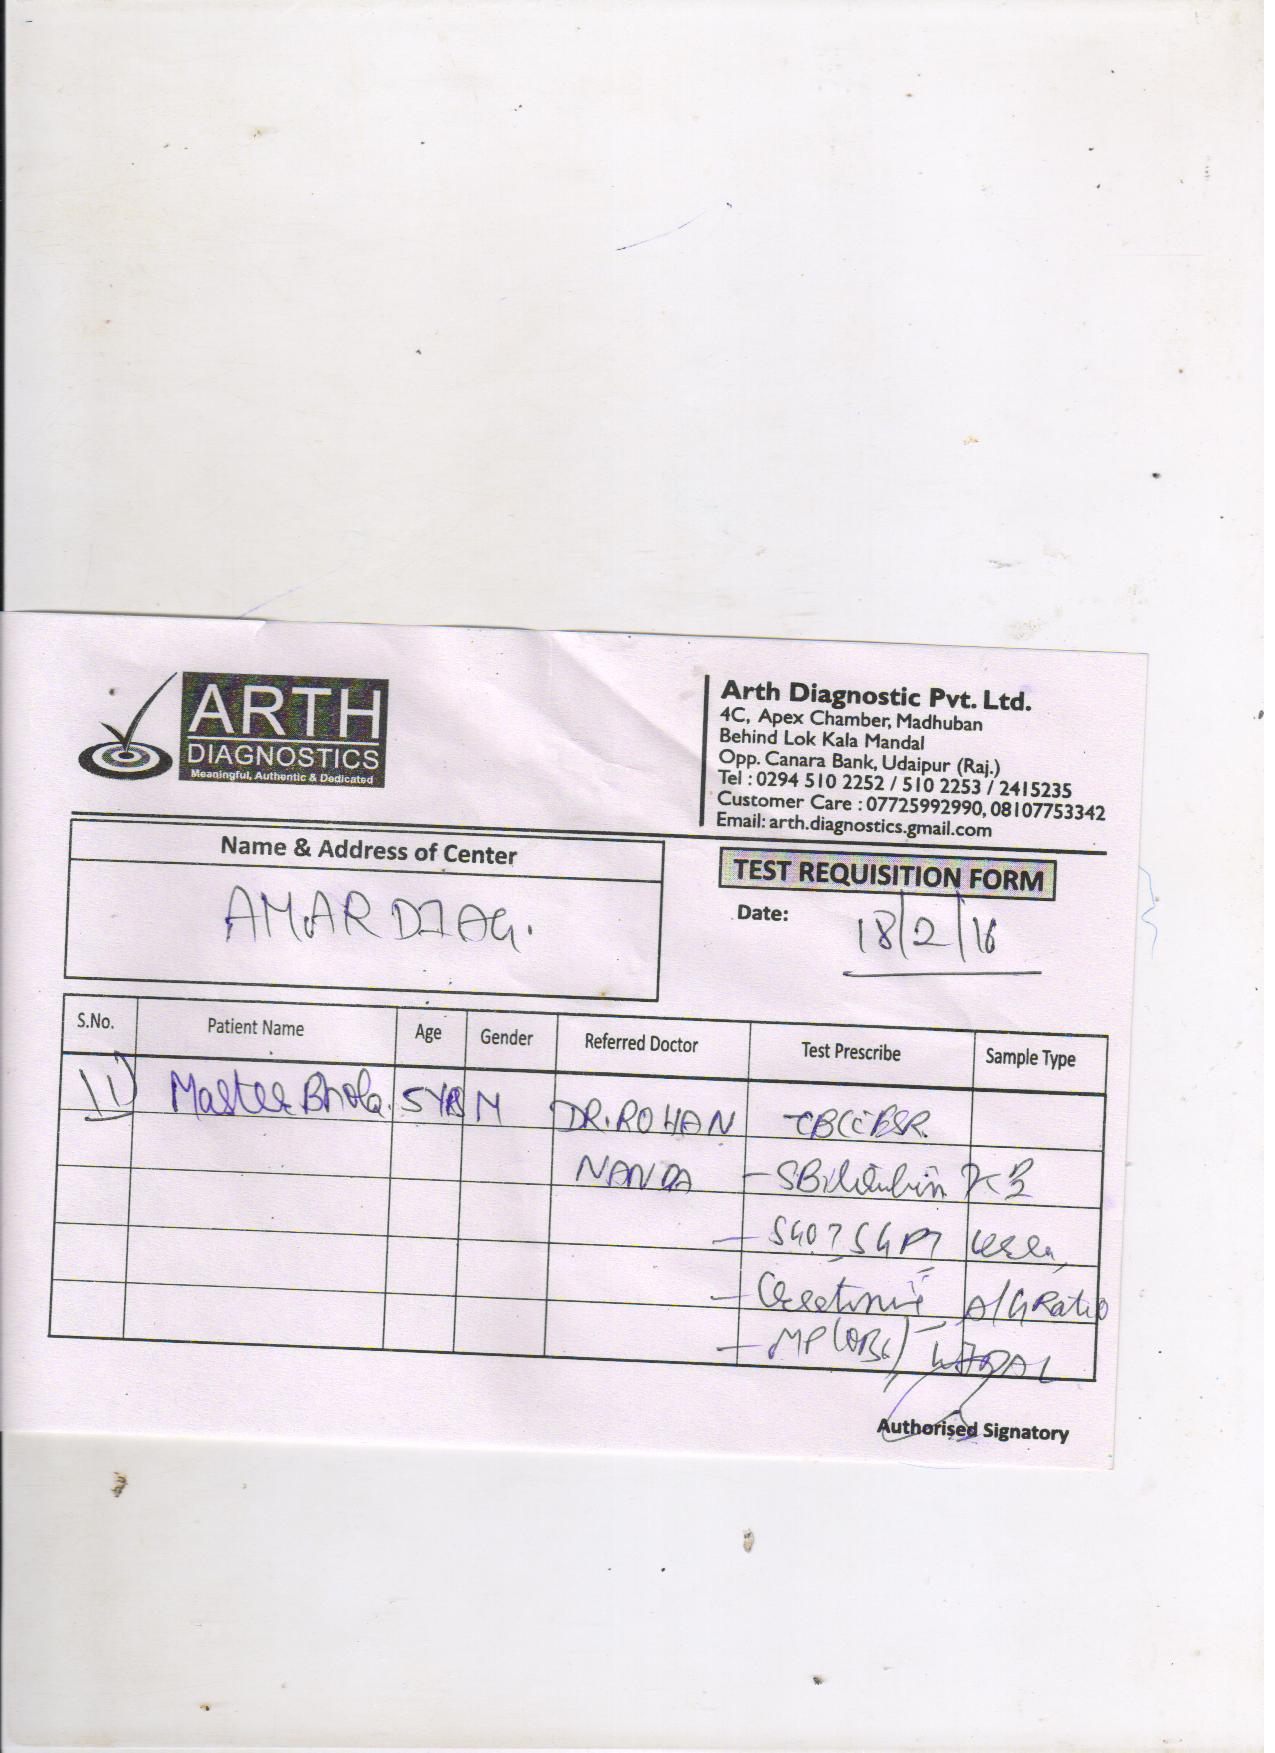 ARTH
DIAGNOSTICS
Meaningful, Authentic & Dedicated
Arth Diagnostic Pvt. Ltd.
4C, Apex Chamber, Madhuban
Behind Lok Kala Mandal
Opp. Canara Bank, Udaipur (Raj.)
Tel : 0294 510 2252 / 510 2253 / 2415235
Customer Care : 07725992990, 08107753342
Email: arth.diagnostics.gmail.com
Name & Address of Center
AMAR DIAG.
TEST REQUISITION FORM
Date: 18/2/16
S.No. Patient Name Age Gender Referred Doctor Test Prescribe Sample Type
Master Bhola. 5YRS M DR. ROHAN CBC
NANDA - SBilirubin
- SGOT SGPT
- Creatinine A/G Ratio
- MP WIDAL
Authorised Signatory